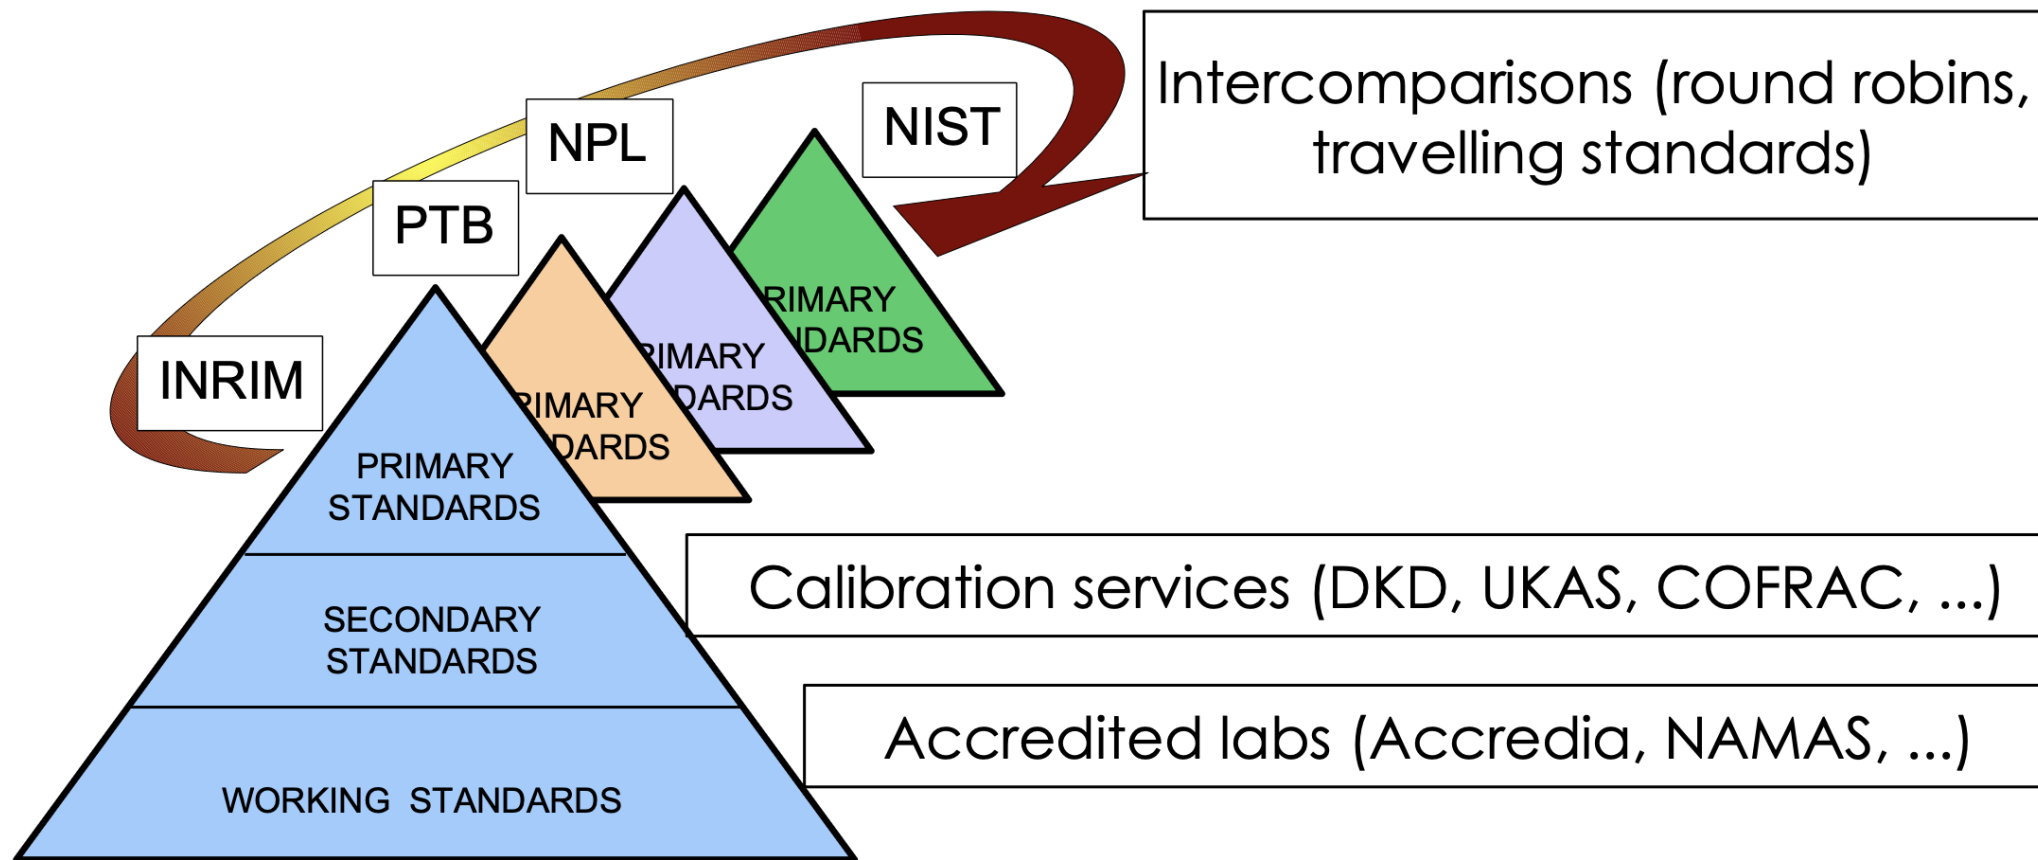 Intercomparisons (round robins,
travelling standards)
NIST
NPL
PTB
INRIM
RIMARY
NDARDS
RIMARY
DARDS
RIMARY
DARDS
PRIMARY
STANDARDS
SECONDARY
STANDARDS
WORKING STANDARDS
Calibration services (DKD, UKAS, COFRAC, ...)
Accredited labs (Accredia, NAMAS, ...)